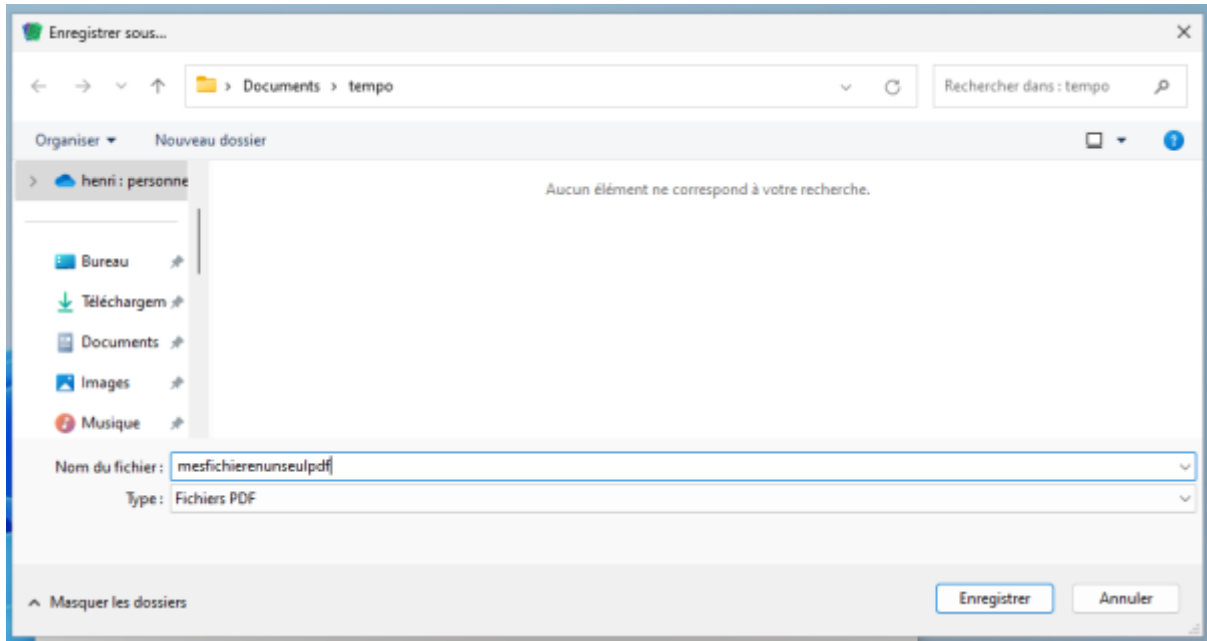 Enregistrer sous...
Documents > tempo
Rechercher dans : tempo
Organiser
Nouveau dossier
henri : personne
Aucun élément ne correspond à votre recherche.
Bureau
Téléchargem
Documents
Images
Musique
Nom du fichier : mesfichierenunseulpdf
Type : Fichiers PDF
Masquer les dossiers
Enregistrer
Annuler